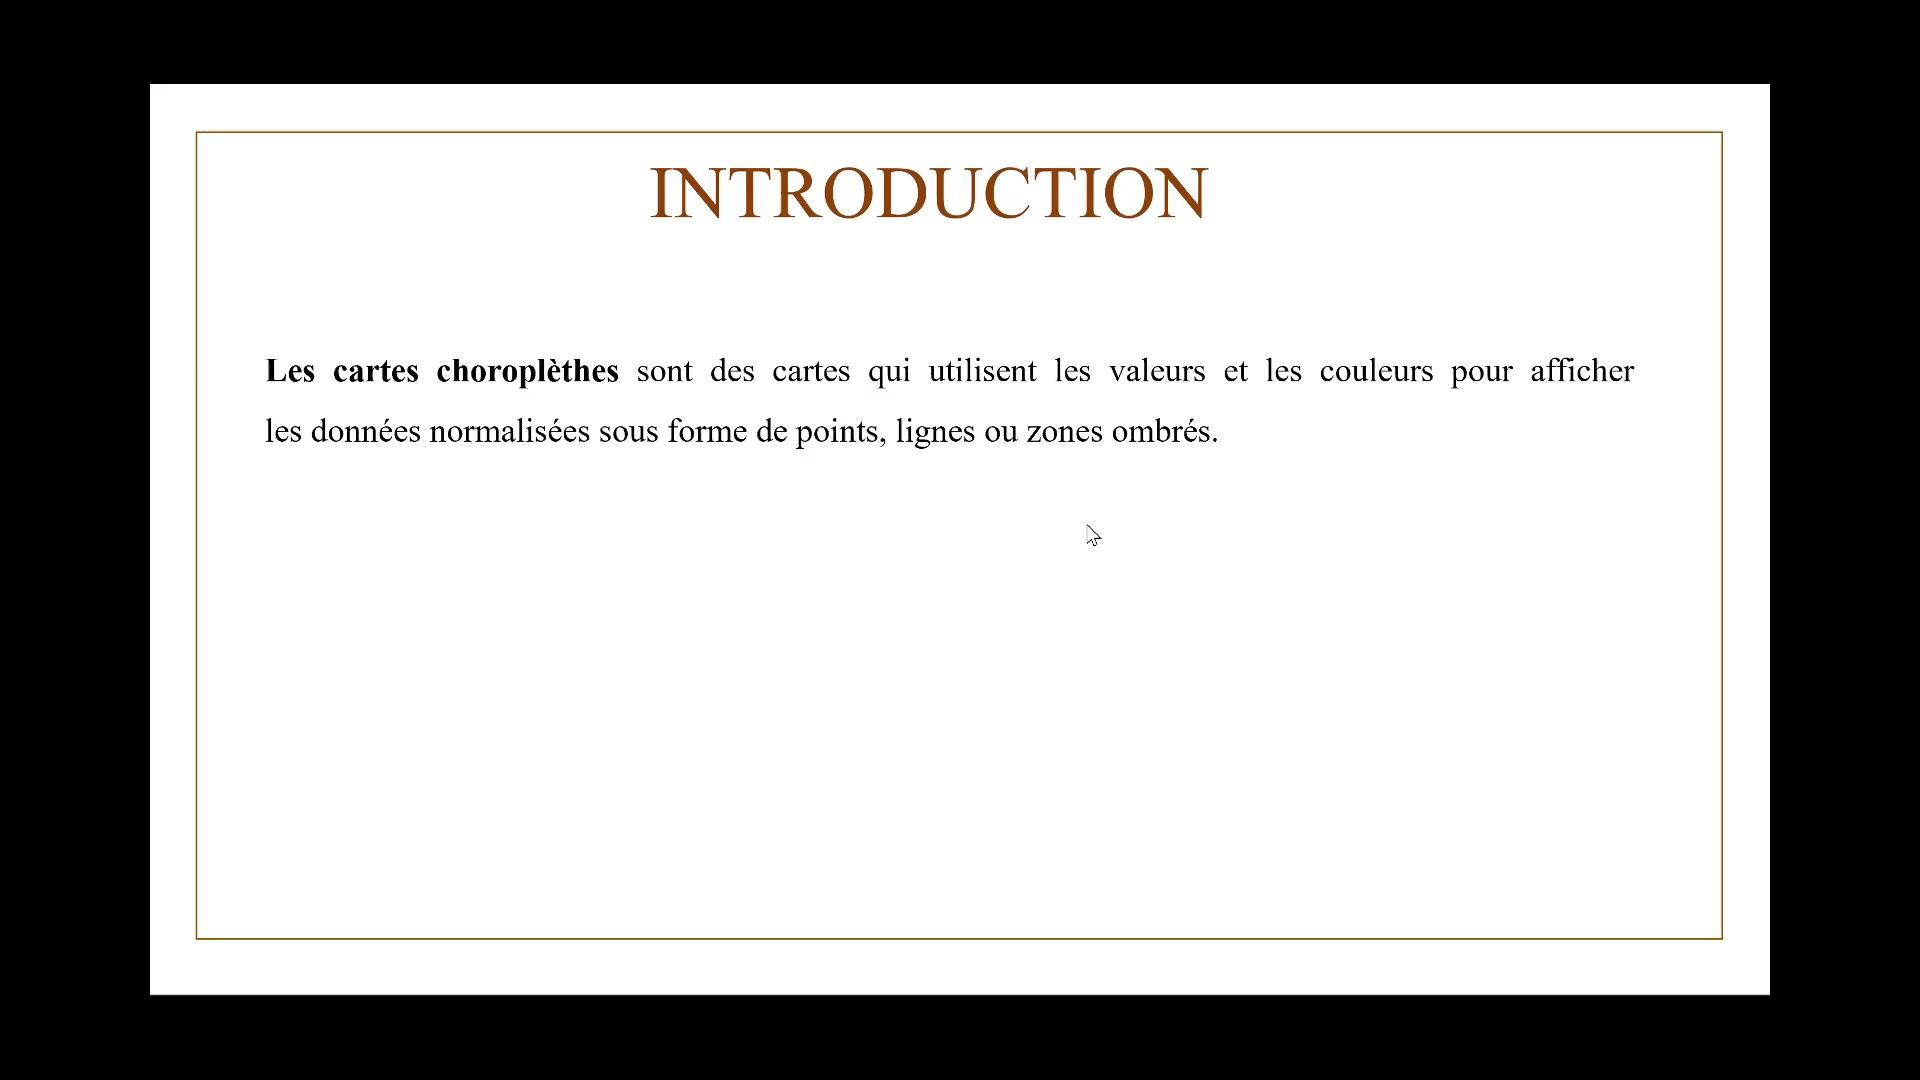 INTRODUCTION
Les cartes choroplèthes sont des cartes qui utilisent les valeurs et les couleurs pour afficher
les données normalisées sous forme de points, lignes ou zones ombrés.